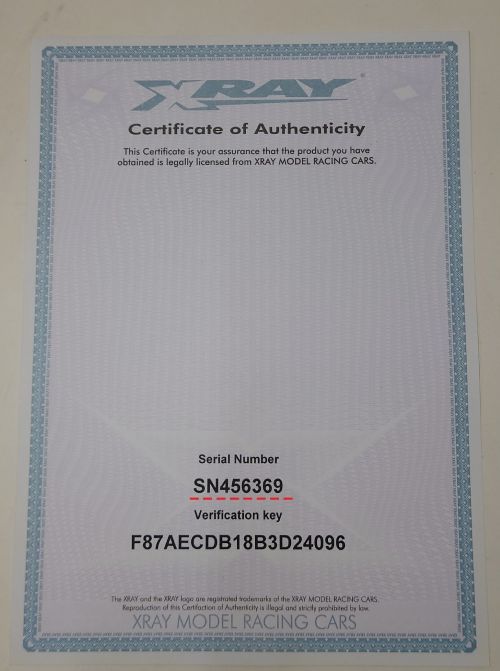 XRAY
Certificate of Authenticity
This Certificate is your assurance that the product you have
obtained is legally licensed from XRAY MODEL RACING CARS.
Serial Number
SN456369
Verification key
F87AECDB18B3D24096
The XRAY and the XRAY logo are registrated trademarks of the XRAY MODEL RACING CARS.
Reproduction of this Certifaction of Authenticity is illegal and strictly prohibited by law.
XRAY MODEL RACING CARS